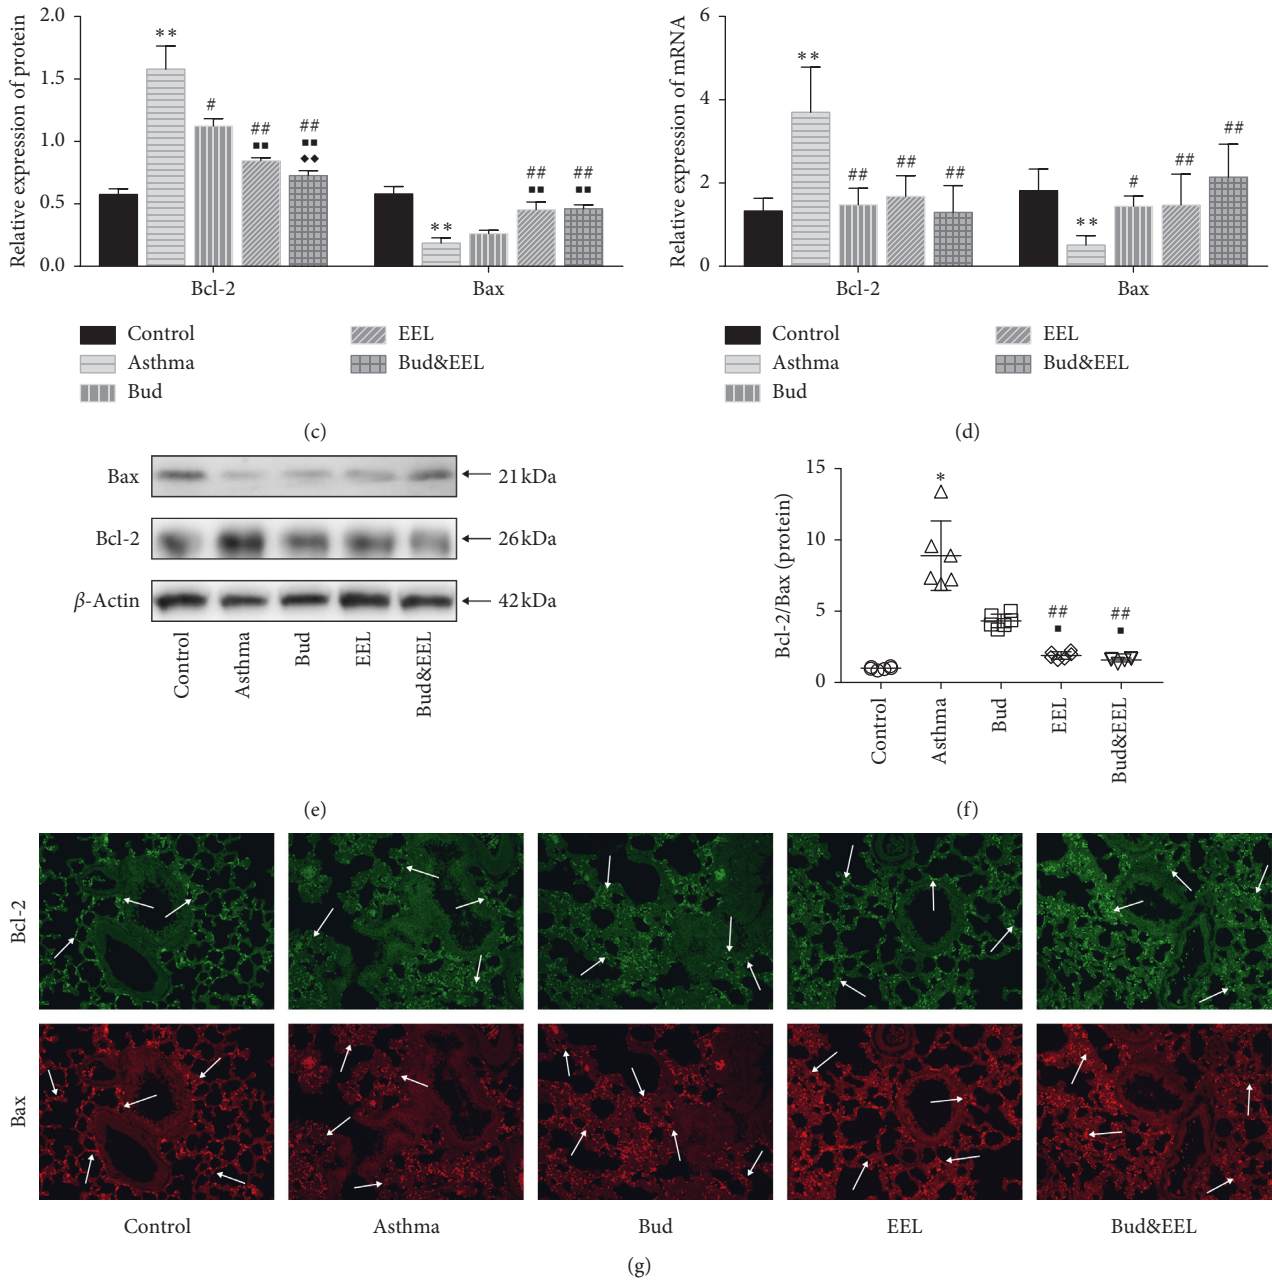 Relative expression of protein
2.0
1.5
1.0
0.5
0.0
**
#
##
■■
##
■■
◆◆
**
##
■■
##
■■
Bcl-2 Bax
Control EEL
Asthma Bud&EEL
Bud
(c)
Relative expression of mRNA
6
4
2
0
**
##
##
##
**
#
##
##
Bcl-2 Bax
Control EEL
Asthma Bud&EEL
Bud
(d)
Bax 21 kDa
Bcl-2 26 kDa
β-Actin 42 kDa
Control Asthma Bud EEL Bud&EEL
(e)
Bcl-2/Bax (protein)
15
10
5
0
*
##
■
##
■
Control Asthma Bud EEL Bud&EEL
(f)
Bcl-2
Bax
Control Asthma Bud EEL Bud&EEL
(g)